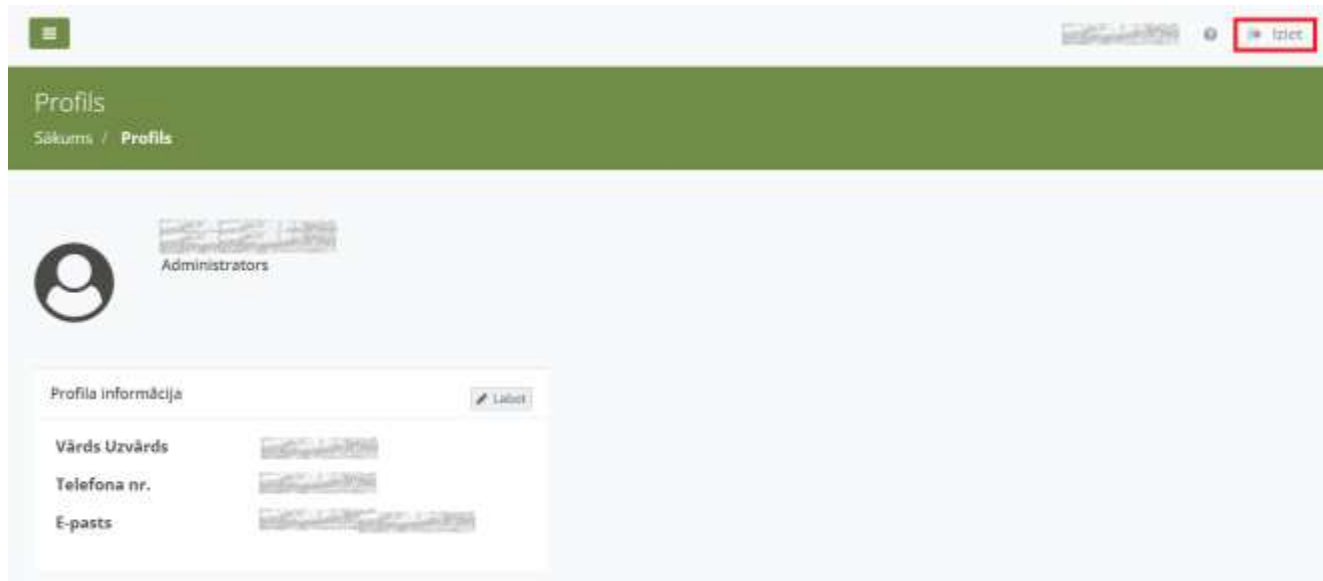 Iziet
Profils
Sākums / Profils
Administrators
Profila informācija
Labot
Vārds Uzvārds
Telefona nr.
E-pasts